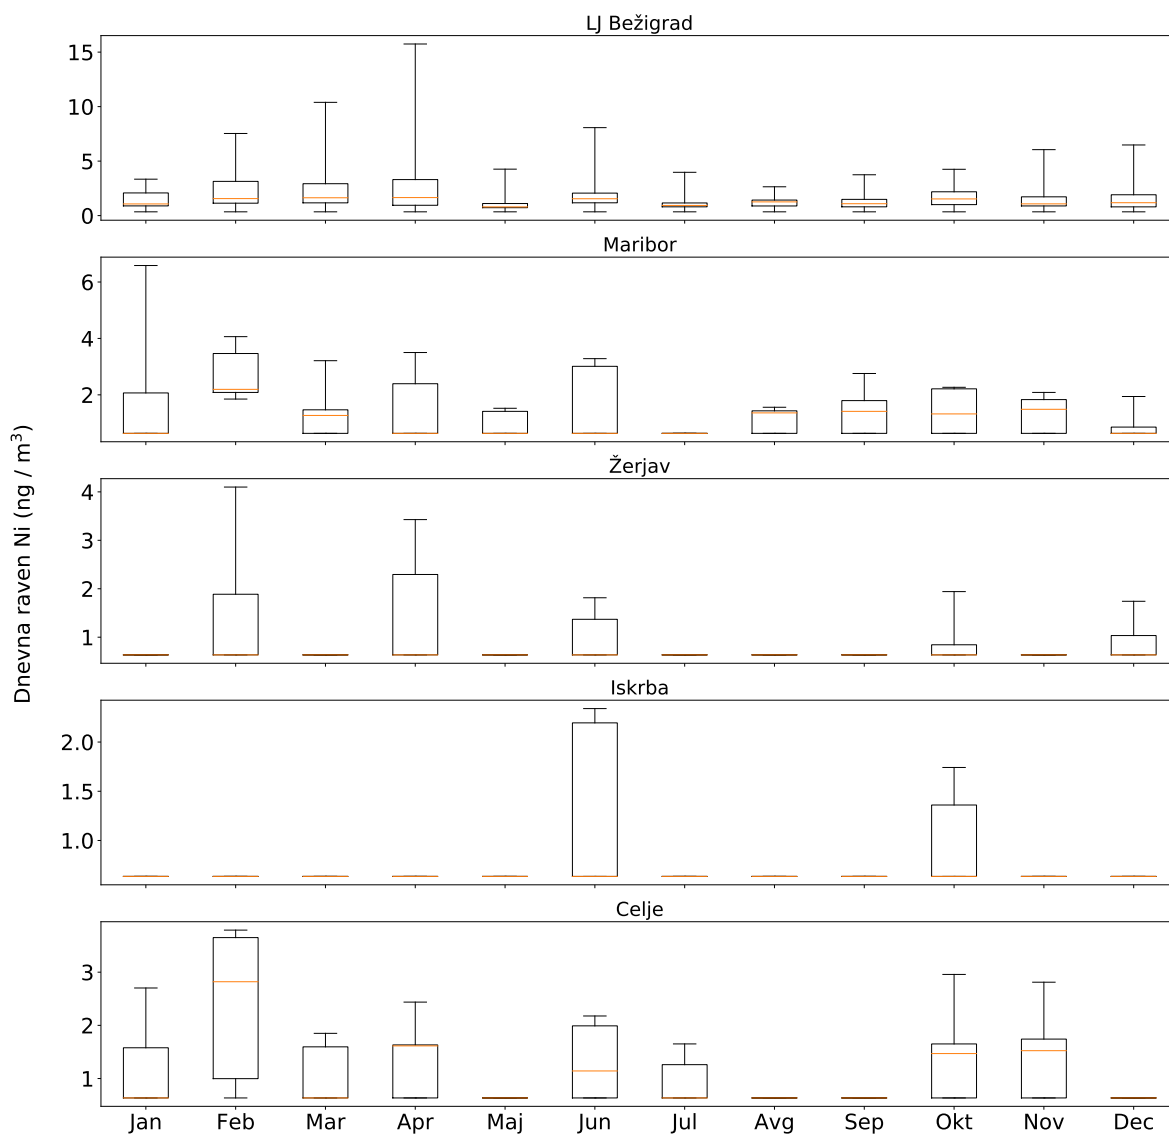 LJ Bežigrad
15
10
5
0
Maribor
6
4
2
Dnevna raven Ni (ng / m³)
Žerjav
4
3
2
1
Iskrba
2.0
1.5
1.0
Celje
3
2
1
Jan Feb Mar Apr Maj Jun Jul Avg Sep Okt Nov Dec